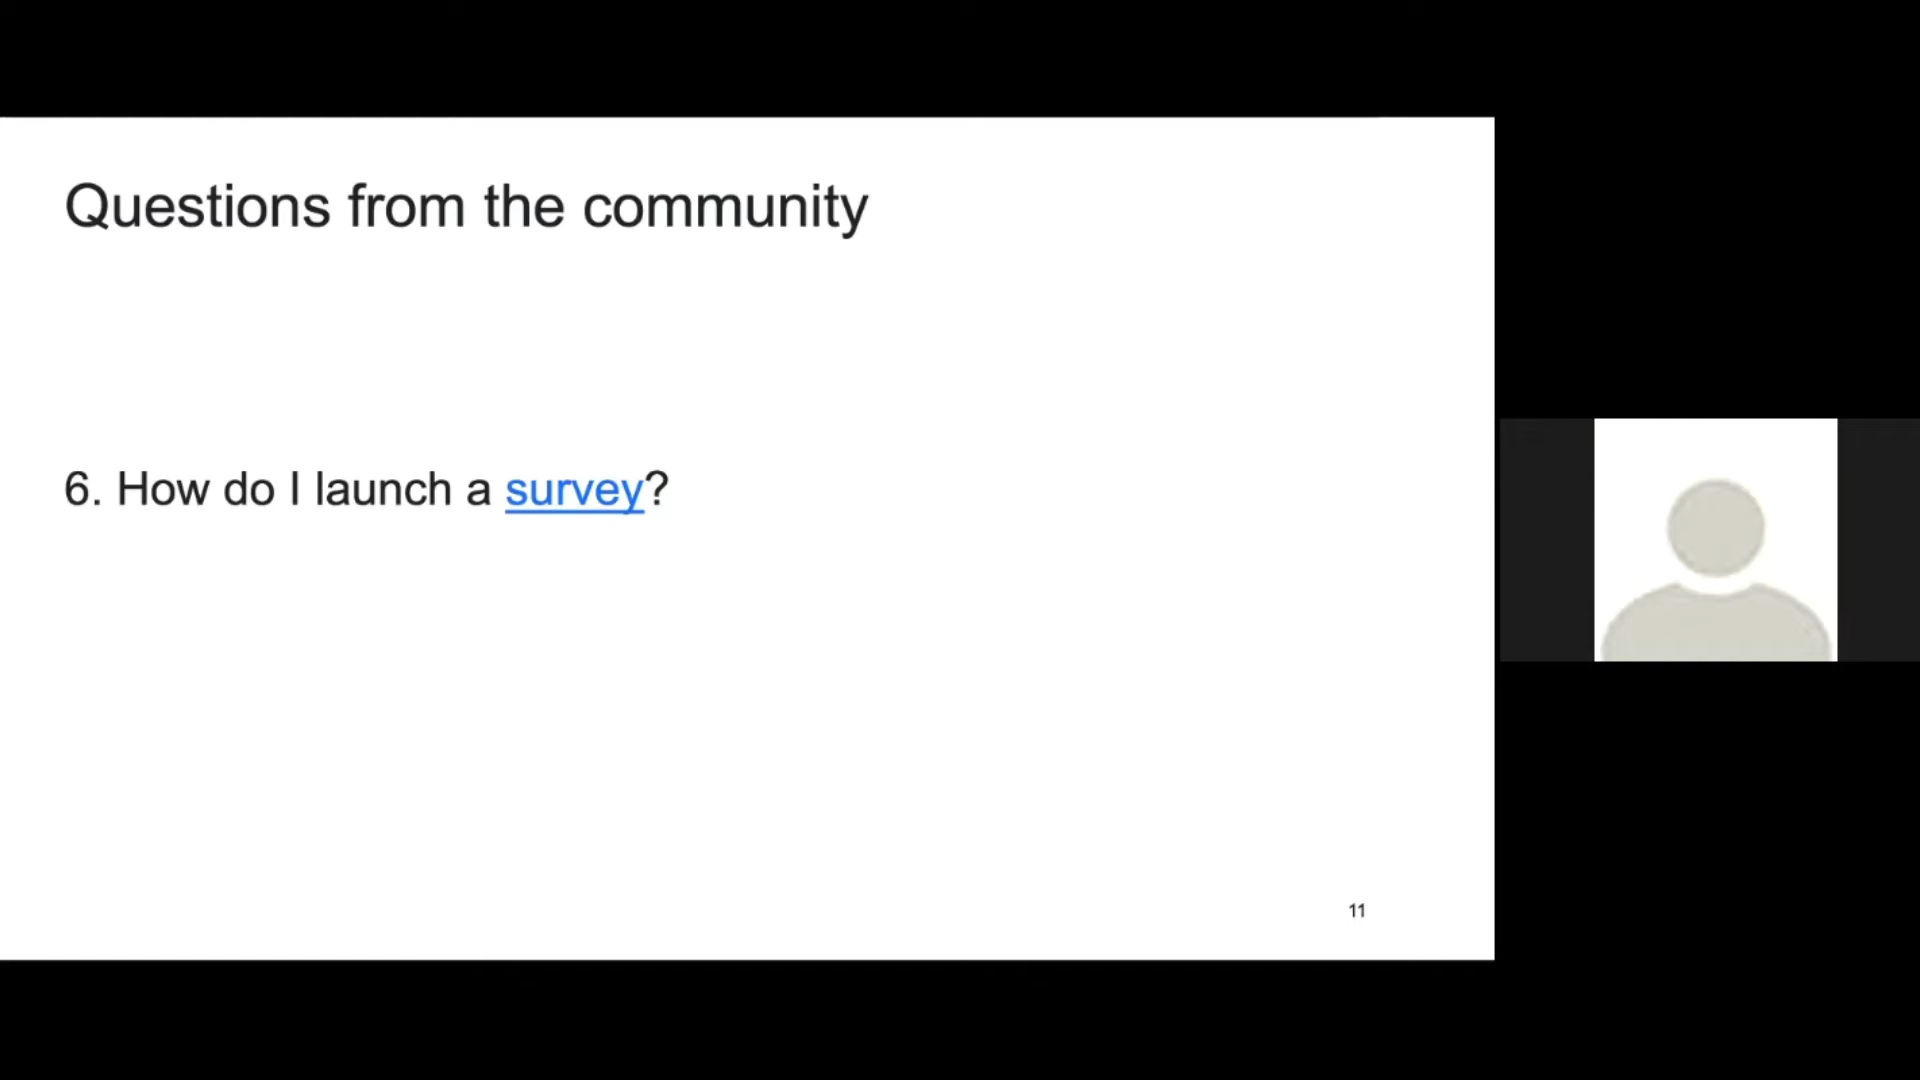 Questions from the community
6. How do I launch a survey?
11